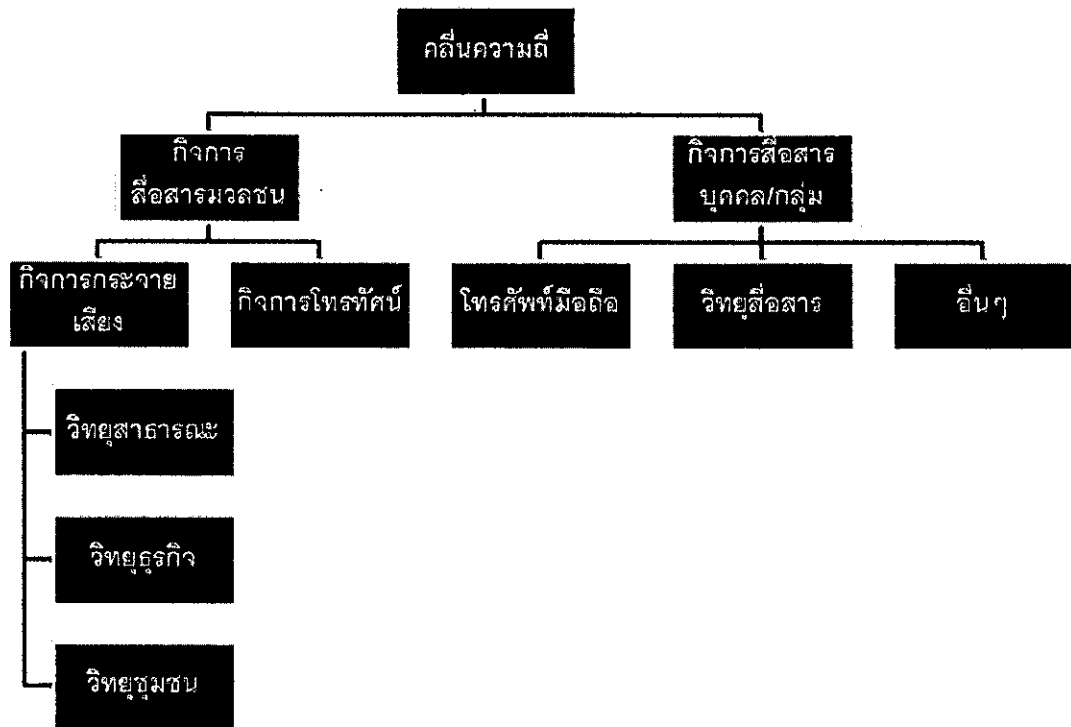 คลื่นความถี่
กิจการ
สื่อสารมวลชน
กิจการสื่อสาร
บุคคล/กลุ่ม
กิจการกระจาย
เสียง
กิจการโทรทัศน์
โทรศัพท์มือถือ
วิทยุสื่อสาร
อื่นๆ
วิทยุสาธารณะ
วิทยุธุรกิจ
วิทยุชุมชน